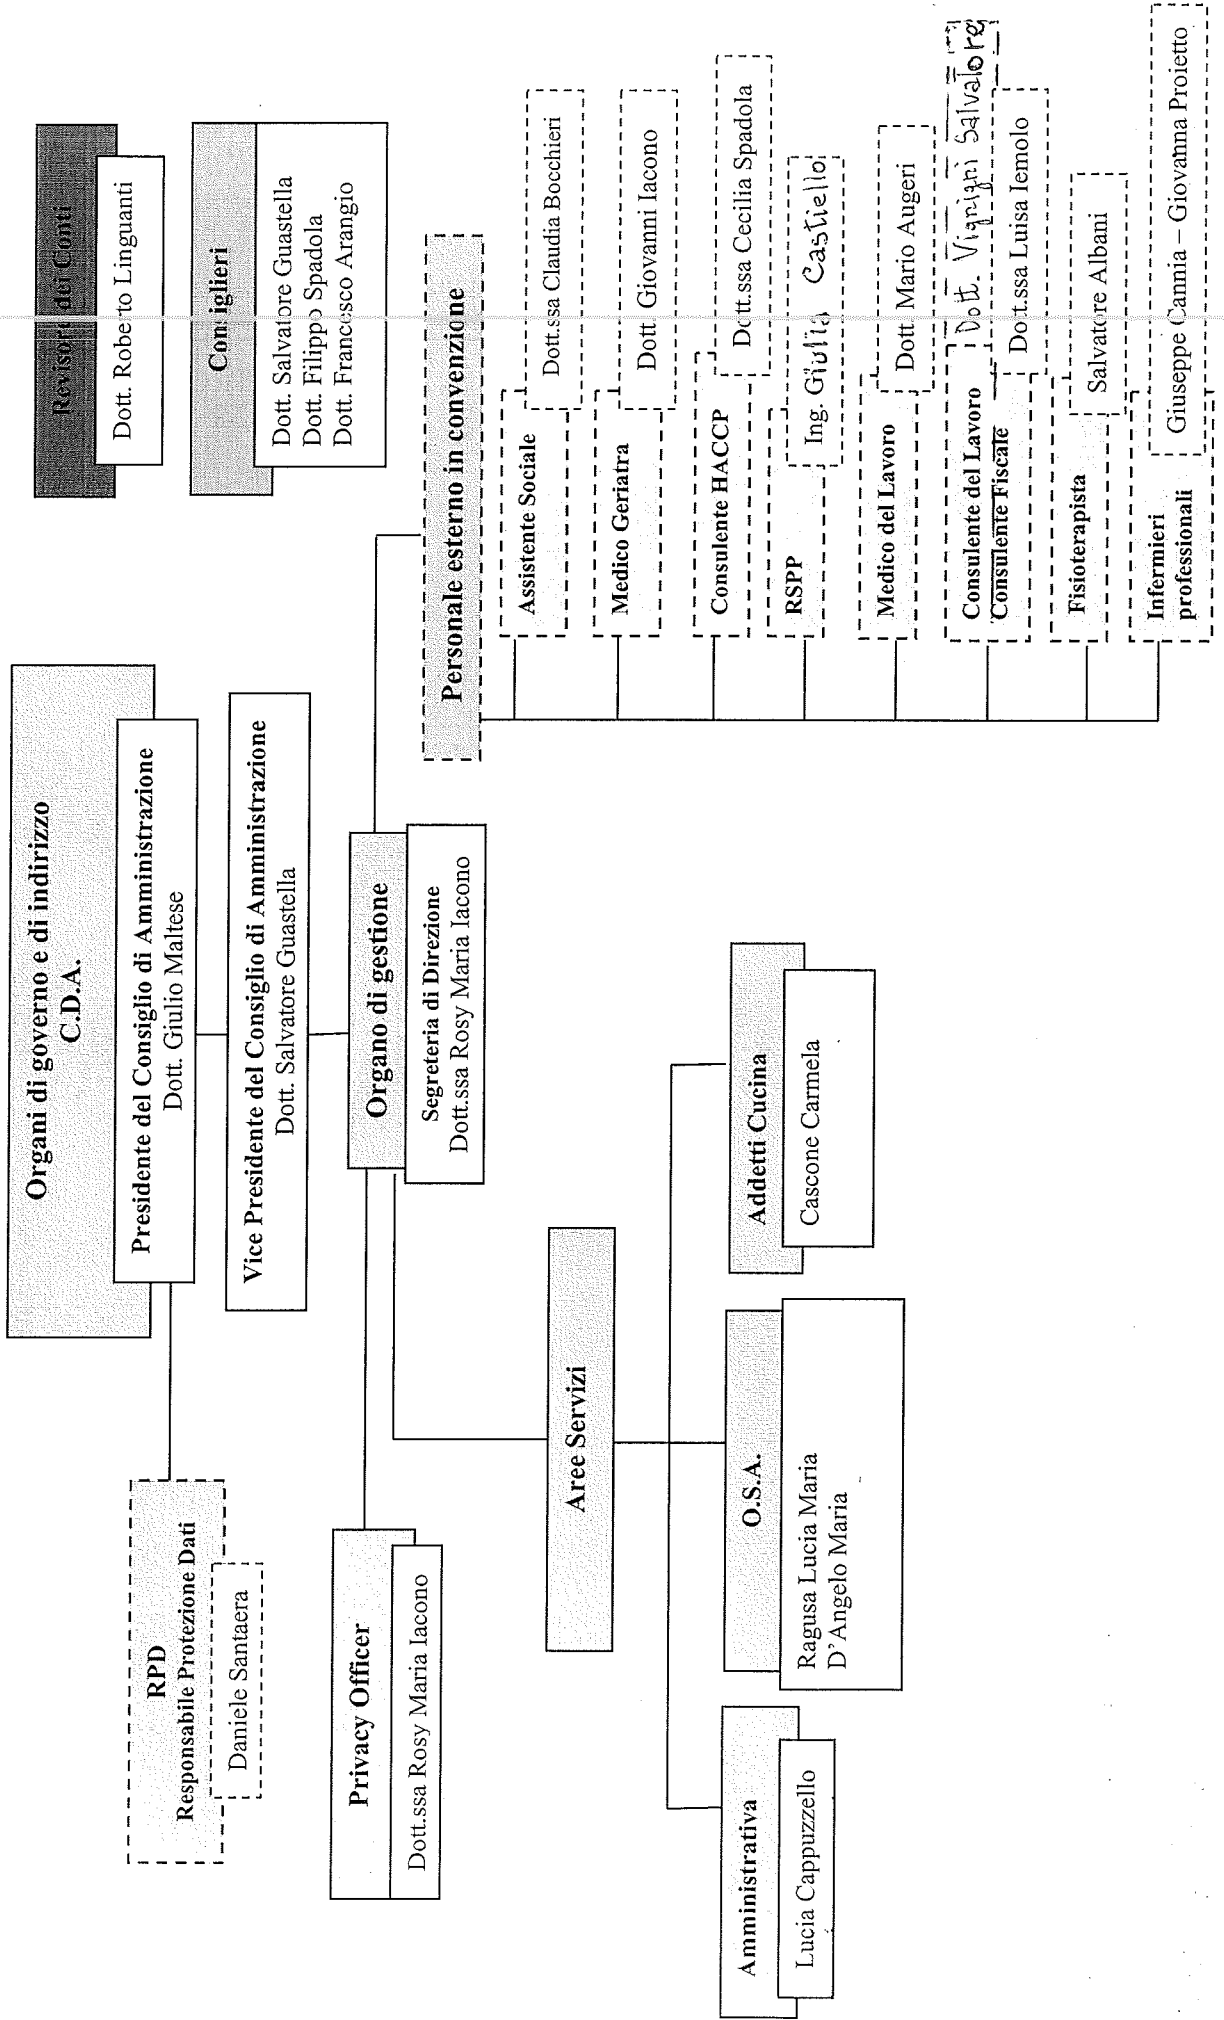 Organi di governo e di indirizzo
C.D.A.
Presidente del Consiglio di Amministrazione
Dott. Giulio Maltese
Vice Presidente del Consiglio di Amministrazione
Dott. Salvatore Guastella
Revisore dei Conti
Dott. Roberto Linguanti
Consiglieri
Dott. Salvatore Guastella
Dott. Filippo Spadola
Dott. Francesco Arangio
RPD
Responsabile Protezione Dati
Daniele Santaera
Organo di gestione
Segreteria di Direzione
Dott.ssa Rosy Maria Iacono
Privacy Officer
Dott.ssa Rosy Maria Iacono
Aree Servizi
Amministrativa
Lucia Cappuzzello
O.S.A.
Ragusa Lucia Maria
D'Angelo Maria
Addetti Cucina
Cascone Carmela
Personale esterno in convenzione
Assistente Sociale
Dott.ssa Claudia Bocchieri
Medico Geriatra
Dott. Giovanni Iacono
Consulente HACCP
Dott.ssa Cecilia Spadola
RSPP
Ing. Giulia Castiello
Medico del Lavoro
Dott. Mario Augeri
Consulente del Lavoro
Dott. Vignigni Salvatore
Consulente Fiscale
Dott.ssa Luisa Iemolo
Fisioterapista
Salvatore Albani
Infermieri
professionali
Giuseppe Cannia – Giovanna Proietto